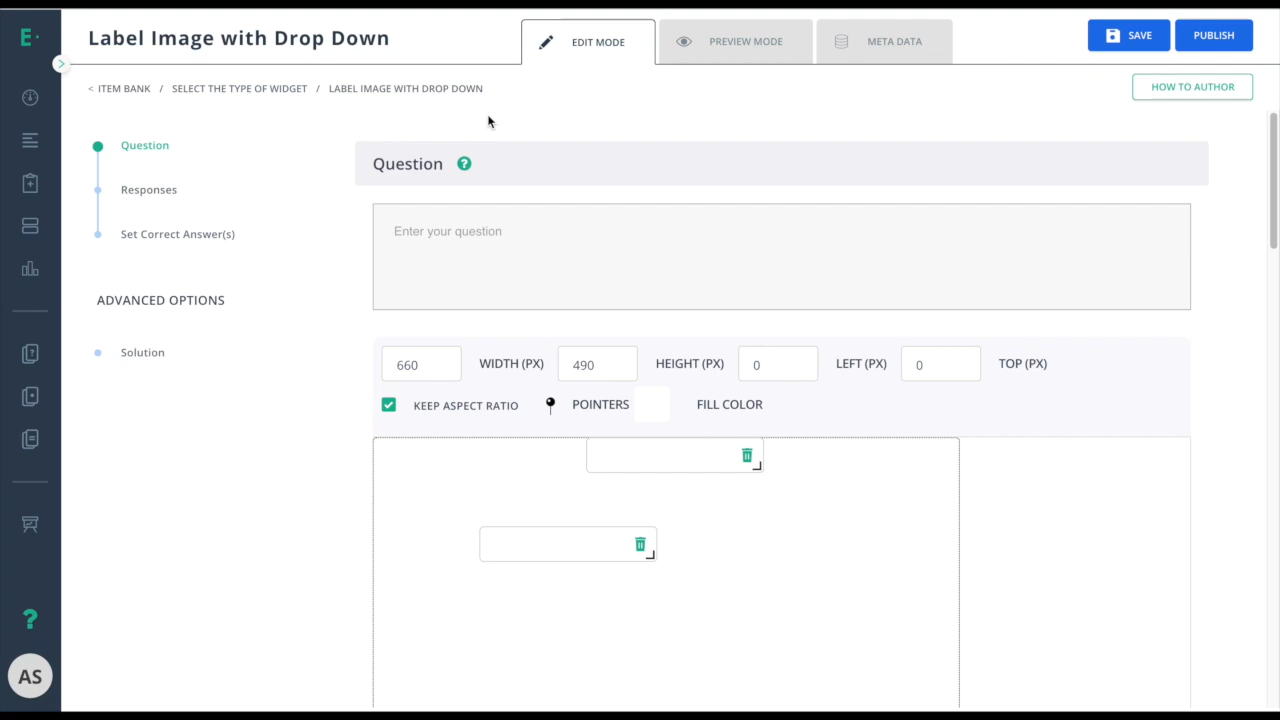 E·
Label Image with Drop Down
EDIT MODE
PREVIEW MODE
META DATA
SAVE
PUBLISH
< ITEM BANK / SELECT THE TYPE OF WIDGET / LABEL IMAGE WITH DROP DOWN
HOW TO AUTHOR
Question
Responses
Set Correct Answer(s)
ADVANCED OPTIONS
Solution
Question ?
Enter your question
660 WIDTH (PX) 490 HEIGHT (PX) 0 LEFT (PX) 0 TOP (PX)
KEEP ASPECT RATIO POINTERS FILL COLOR
?
AS